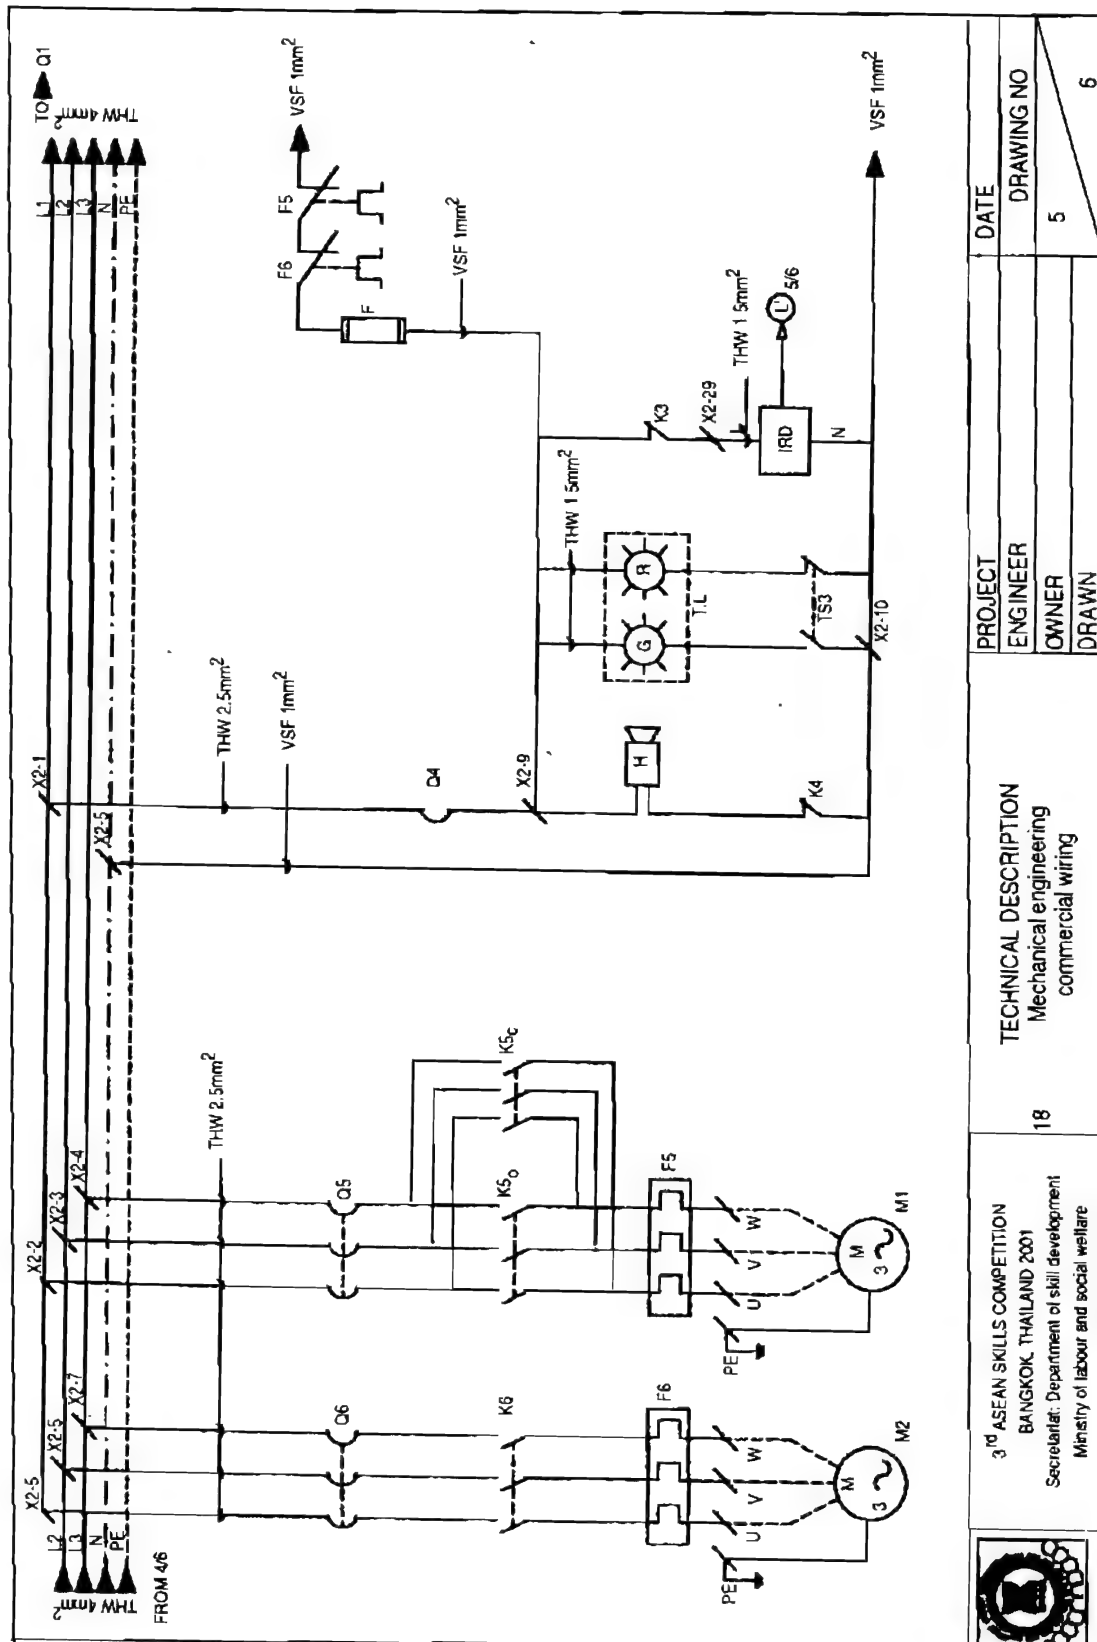 THW 4mm²
L2
L3
N
PE
FROM 4/6
TO Q1
L1
L2
L3
N
PE
THW 4mm²
X2-5
X2-5
X2-7
X2-2
X2-3
X2-4
X2-5
X2-1
THW 2.5mm²
THW 2.5mm²
VSF 1mm²
VSF 1mm²
F6
F5
F
VSF 1mm²
Q6
Q5
Q4
K6
K5O
K5C
X2-9
THW 1.5mm²
K3
X2-29
L
THW 1.5mm²
IRD
N
L'
5/6
H
G
R
T.L
TS3
K4
X2-10
VSF 1mm²
F6
F5
PE
U
V
W
M
3
M2
PE
U
V
W
M
3
M1
3rd ASEAN SKILLS COMPETITION
BANGKOK, THAILAND 2001
Secretariat: Department of skill development
Ministry of labour and social welfare
18
TECHNICAL DESCRIPTION
Mechanical engineering
commercial wiring
PROJECT
ENGINEER
OWNER
DRAWN
DATE
DRAWING NO
5
6